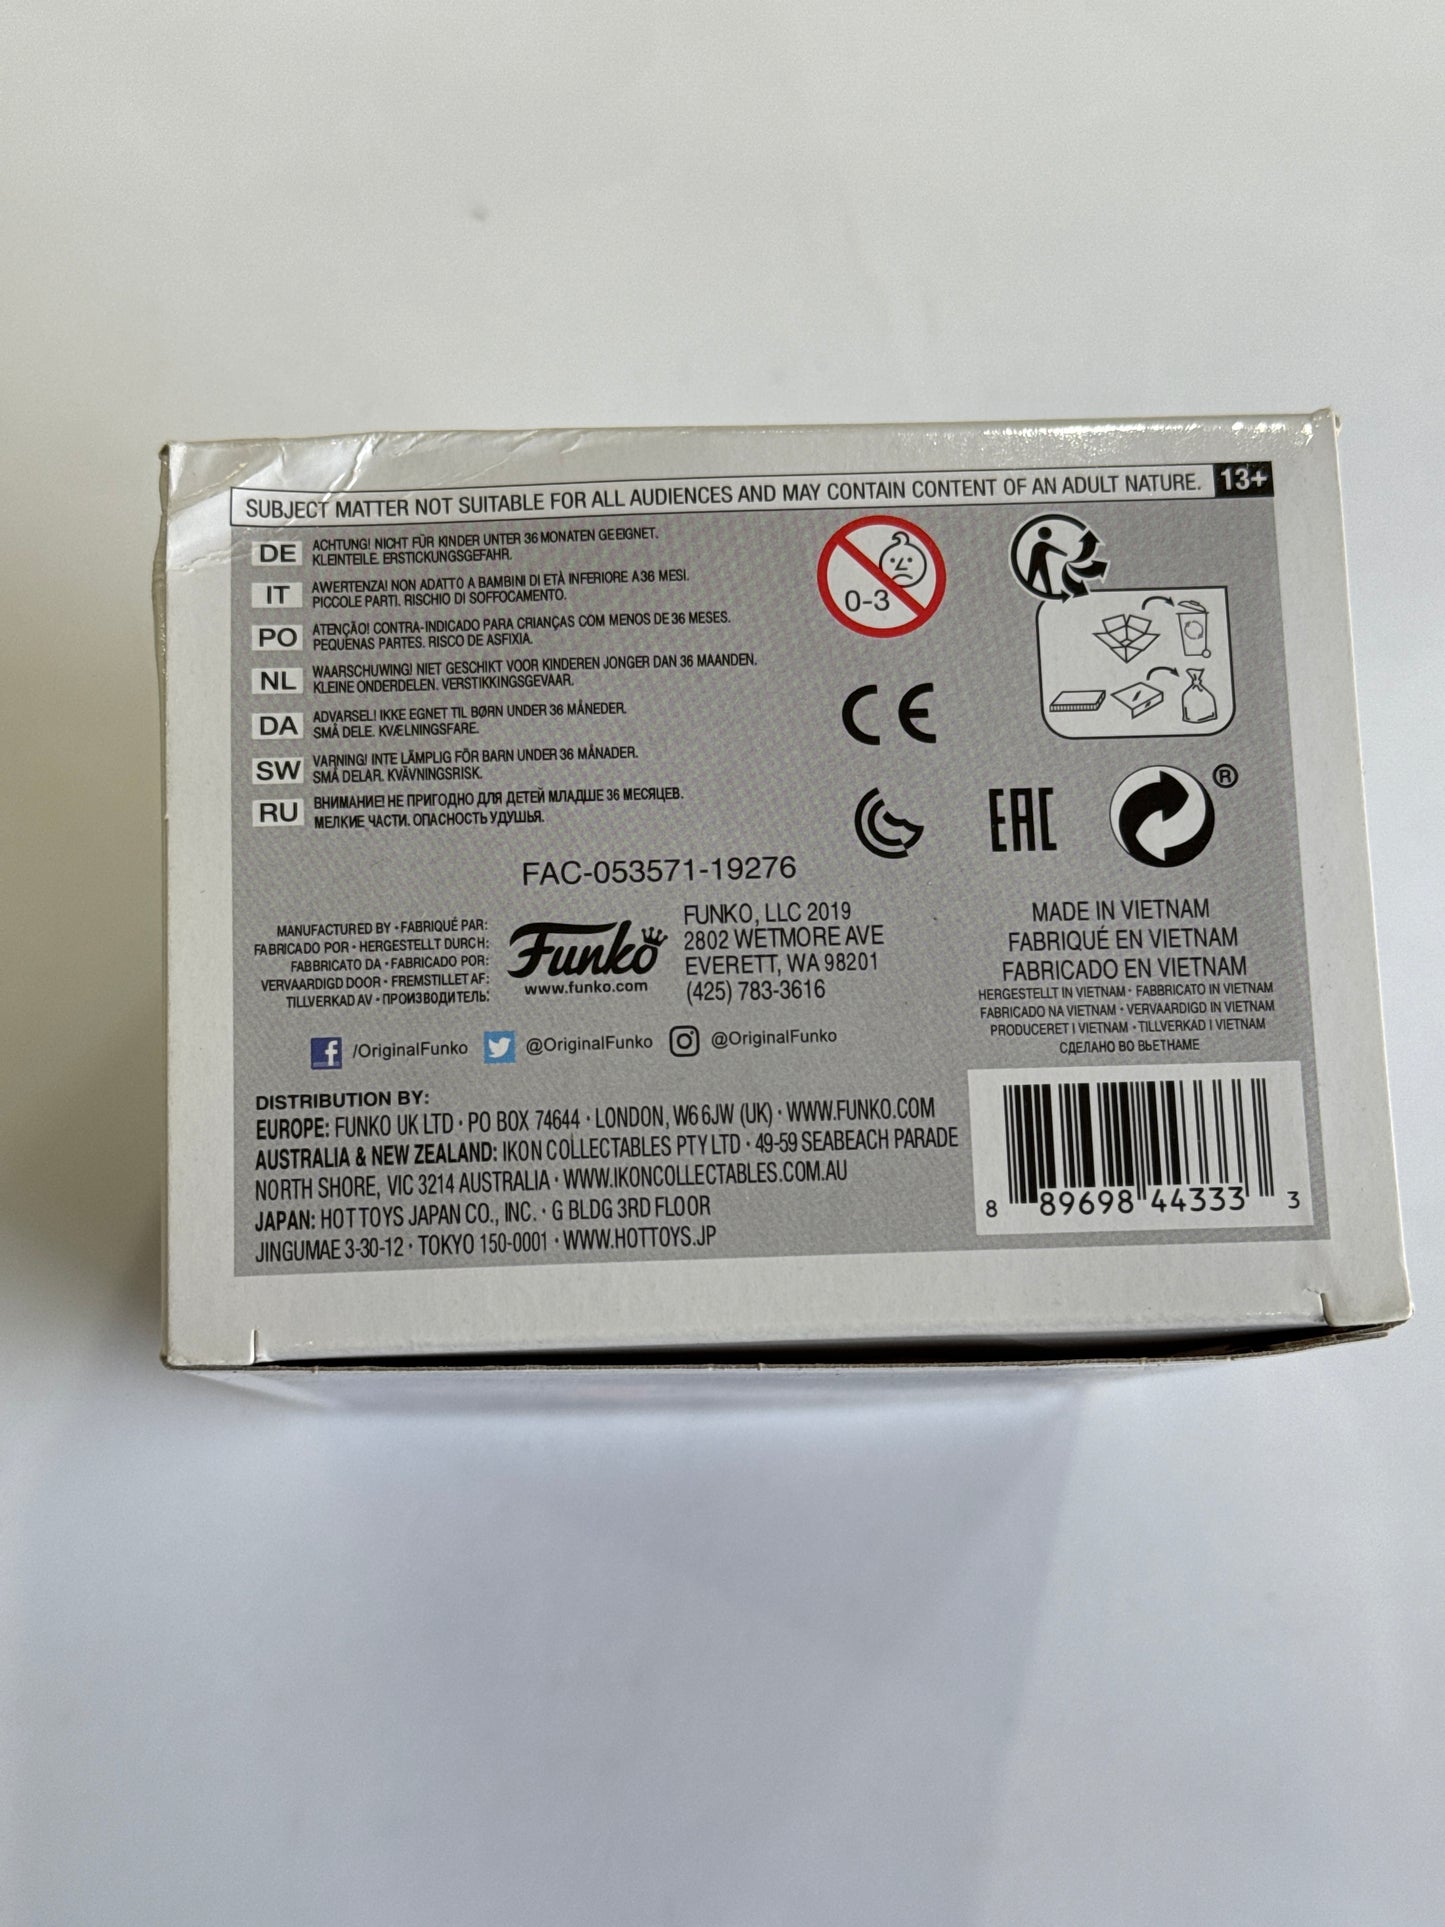 SUBJECT MATTER NOT SUITABLE FOR ALL AUDIENCES AND MAY CONTAIN CONTENT OF AN ADULT NATURE. 13+
DE ACHTUNG! NICHT FÜR KINDER UNTER 36 MONATEN GEEIGNET.
KLEINTEILE. ERSTICKUNGSGEFAHR.
IT AWERTENZA! NON ADATTO A BAMBINI DI ETÀ INFERIORE A 36 MESI.
PICCOLE PARTI. RISCHIO DI SOFFOCAMENTO.
PO ATENÇÃO! CONTRA-INDICADO PARA CRIANÇAS COM MENOS DE 36 MESES.
PEQUENAS PARTES. RISCO DE ASFIXIA.
NL WAARSCHUWING! NIET GESCHIKT VOOR KINDEREN JONGER DAN 36 MAANDEN.
KLEINE ONDERDELEN. VERSTIKKINGSGEVAAR.
DA ADVARSEL! IKKE EGNET TIL BØRN UNDER 36 MÅNEDER.
SMÅ DELE. KVÆLNINGSFARE.
SW VARNING! INTE LÄMPLIG FÖR BARN UNDER 36 MÅNADER.
SMÅ DELAR. KVÄVNINGSRISK.
RU ВНИМАНИЕ! НЕ ПРИГОДНО ДЛЯ ДЕТЕЙ МЛАДШЕ 36 МЕСЯЦЕВ.
МЕЛКИЕ ЧАСТИ. ОПАСНОСТЬ УДУШЬЯ.
0-3
CE
EAC
®
FAC-053571-19276
MANUFACTURED BY • FABRIQUÉ PAR:
FABRICADO POR • HERGESTELLT DURCH:
FABBRICATO DA • FABRICADO POR:
VERVAARDIGD DOOR • FREMSTILLET AF:
TILLVERKAD AV • ПРОИЗВОДИТЕЛЬ:
Funko
www.funko.com
FUNKO, LLC 2019
2802 WETMORE AVE
EVERETT, WA 98201
(425) 783-3616
MADE IN VIETNAM
FABRIQUÉ EN VIETNAM
FABRICADO EN VIETNAM
HERGESTELLT IN VIETNAM • FABBRICATO IN VIETNAM
FABRICADO NA VIETNAM • VERVAARDIGD IN VIETNAM
PRODUCERET I VIETNAM • TILLVERKAD I VIETNAM
СДЕЛАНО ВО ВЬЕТНАМЕ
/OriginalFunko @OriginalFunko @OriginalFunko
DISTRIBUTION BY:
EUROPE: FUNKO UK LTD • PO BOX 74644 • LONDON, W6 6JW (UK) • WWW.FUNKO.COM
AUSTRALIA & NEW ZEALAND: IKON COLLECTABLES PTY LTD • 49-59 SEABEACH PARADE
NORTH SHORE, VIC 3214 AUSTRALIA • WWW.IKONCOLLECTABLES.COM.AU
JAPAN: HOT TOYS JAPAN CO., INC. • G BLDG 3RD FLOOR
JINGUMAE 3-30-12 • TOKYO 150-0001 • WWW.HOTTOYS.JP
8 89698 44333 3